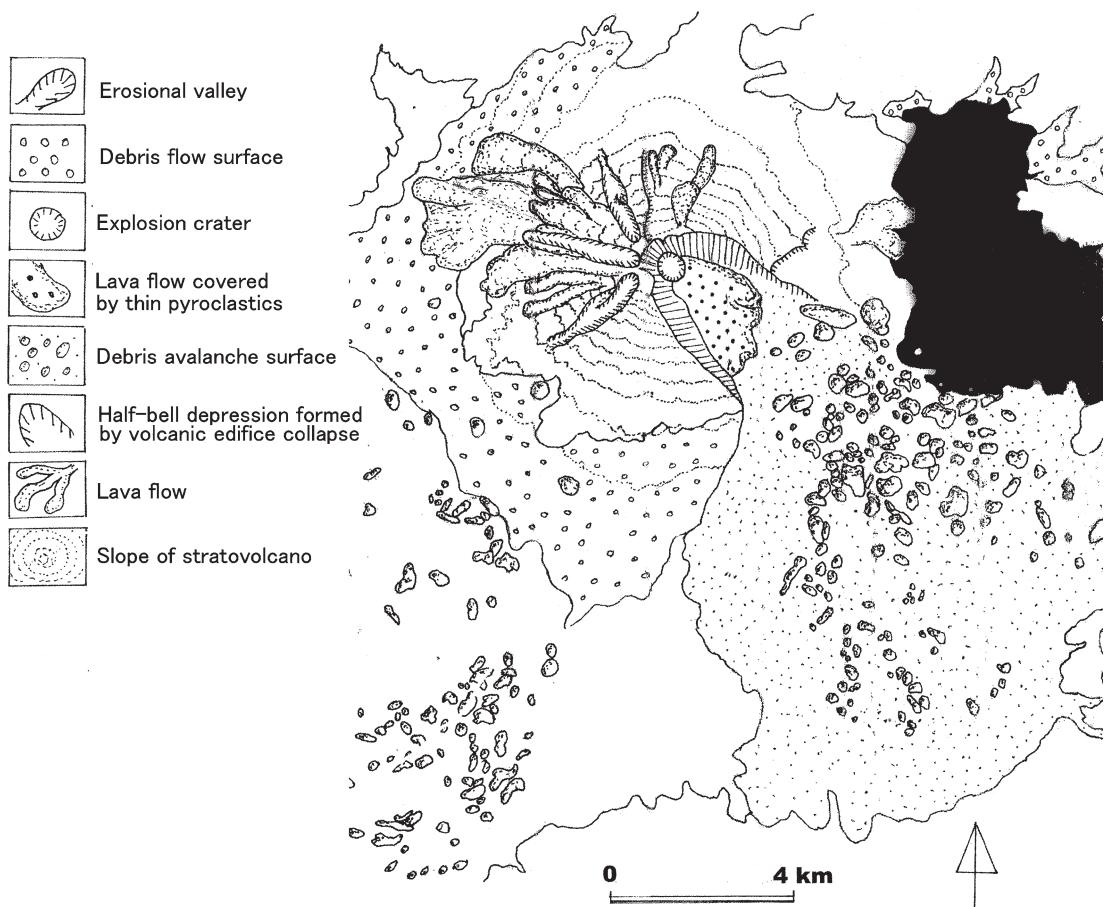 Erosional valley
Debris flow surface
Explosion crater
Lava flow covered
by thin pyroclastics
Debris avalanche surface
Half-bell depression formed
by volcanic edifice collapse
Lava flow
Slope of stratovolcano
0 4 km